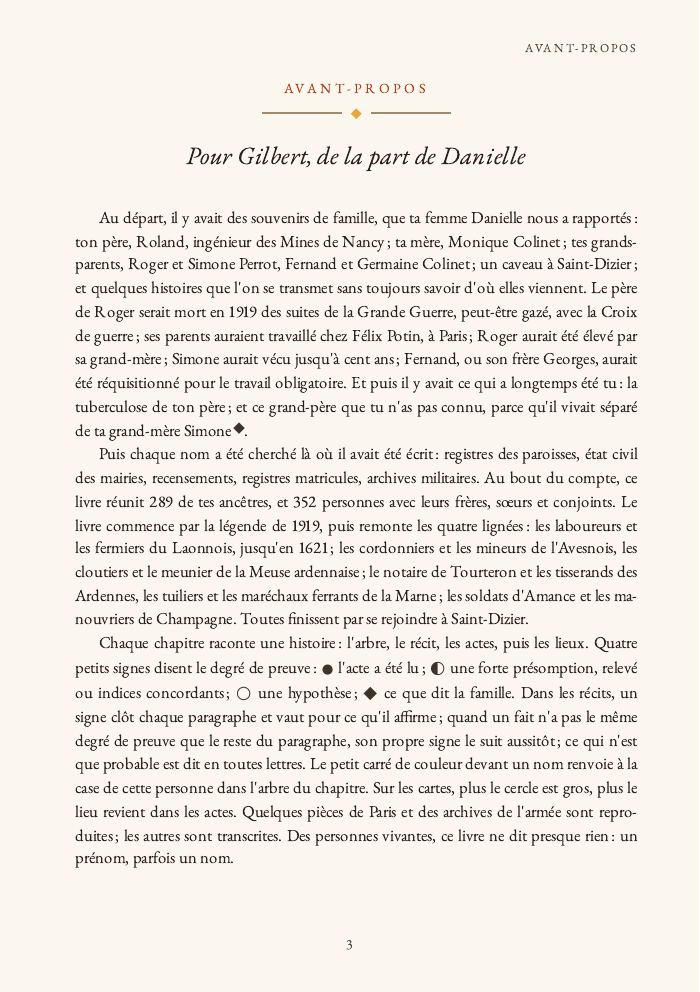 AVANT-PROPOS
AVANT-PROPOS
Pour Gilbert, de la part de Danielle
Au départ, il y avait des souvenirs de famille, que ta femme Danielle nous a rapportés :
ton père, Roland, ingénieur des Mines de Nancy ; ta mère, Monique Colinet ; tes grands-
parents, Roger et Simone Perrot, Fernand et Germaine Colinet ; un caveau à Saint-Dizier ;
et quelques histoires que l'on se transmet sans toujours savoir d'où elles viennent. Le père
de Roger serait mort en 1919 des suites de la Grande Guerre, peut-être gazé, avec la Croix
de guerre ; ses parents auraient travaillé chez Félix Potin, à Paris ; Roger aurait été élevé par
sa grand-mère ; Simone aurait vécu jusqu'à cent ans ; Fernand, ou son frère Georges, aurait
été réquisitionné pour le travail obligatoire. Et puis il y avait ce qui a longtemps été tu : la
tuberculose de ton père ; et ce grand-père que tu n'as pas connu, parce qu'il vivait séparé
de ta grand-mère Simone◆.
Puis chaque nom a été cherché là où il avait été écrit : registres des paroisses, état civil
des mairies, recensements, registres matricules, archives militaires. Au bout du compte, ce
livre réunit 289 de tes ancêtres, et 352 personnes avec leurs frères, sœurs et conjoints. Le
livre commence par la légende de 1919, puis remonte les quatre lignées : les laboureurs et
les fermiers du Laonnois, jusqu'en 1621 ; les cordonniers et les mineurs de l'Avesnois, les
cloutiers et le meunier de la Meuse ardennaise ; le notaire de Tourteron et les tisserands des
Ardennes, les tuiliers et les maréchaux ferrants de la Marne ; les soldats d'Amance et les ma-
nouvriers de Champagne. Toutes finissent par se rejoindre à Saint-Dizier.
Chaque chapitre raconte une histoire : l'arbre, le récit, les actes, puis les lieux. Quatre
petits signes disent le degré de preuve : ● l'acte a été lu ; ◐ une forte présomption, relevé
ou indices concordants ; ○ une hypothèse ; ◆ ce que dit la famille. Dans les récits, un
signe clôt chaque paragraphe et vaut pour ce qu'il affirme ; quand un fait n'a pas le même
degré de preuve que le reste du paragraphe, son propre signe le suit aussitôt ; ce qui n'est
que probable est dit en toutes lettres. Le petit carré de couleur devant un nom renvoie à la
case de cette personne dans l'arbre du chapitre. Sur les cartes, plus le cercle est gros, plus le
lieu revient dans les actes. Quelques pièces de Paris et des archives de l'armée sont repro-
duites ; les autres sont transcrites. Des personnes vivantes, ce livre ne dit presque rien : un
prénom, parfois un nom.
3